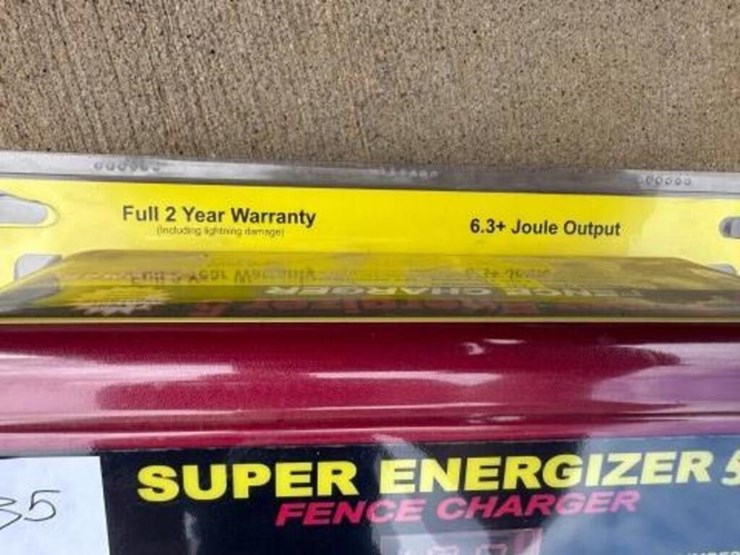 Full 2 Year Warranty
(Including lightning damage)
6.3+ Joule Output
SUPER ENERGIZER 5
FENCE CHARGER
35